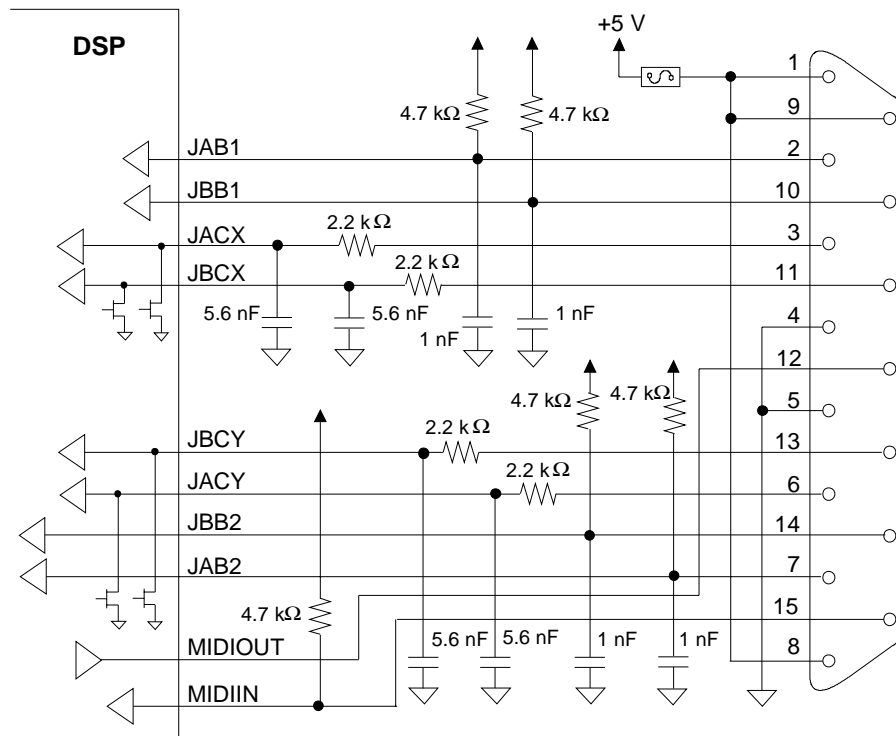 DSP
+5 V
1
4.7 kΩ
4.7 kΩ
9
JAB1
2
JBB1
10
2.2 kΩ
JACX
3
2.2 kΩ
JBCX
11
5.6 nF
5.6 nF
1 nF
1 nF
4
12
4.7 kΩ
4.7 kΩ
5
2.2 kΩ
JBCY
13
2.2 kΩ
JACY
6
JBB2
14
JAB2
7
4.7 kΩ
15
MIDIOUT
5.6 nF
5.6 nF
1 nF
1 nF
8
MIDIIN